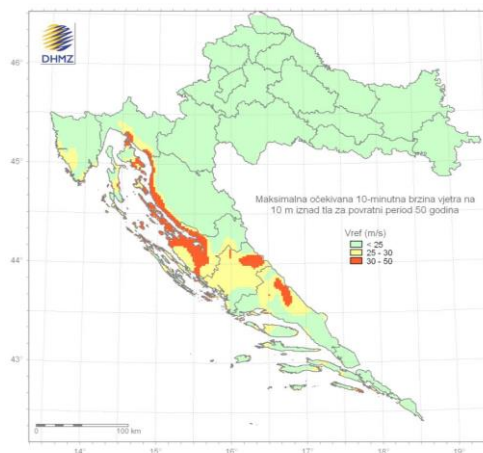 DHMZ
46°
45°
44°
43°
Maksimalna očekivana 10-minutna brzina vjetra na
10 m iznad tla za povratni period 50 godina
Vref (m/s)
< 25
25 - 30
30 - 50
0 100 km
14° 15° 16° 17° 18° 19°